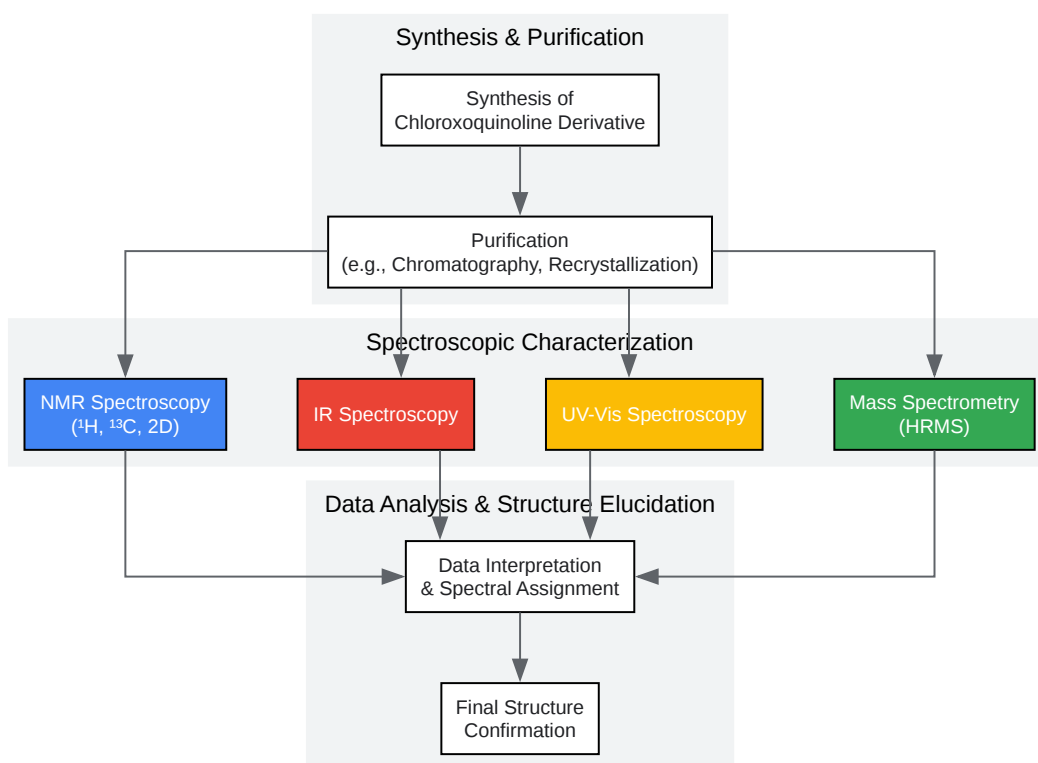 Synthesis & Purification
Synthesis of
Chloroxoquinoline Derivative
Purification
(e.g., Chromatography, Recrystallization)
Spectroscopic Characterization
NMR Spectroscopy
(¹H, ¹³C, 2D)
IR Spectroscopy
UV-Vis Spectroscopy
Mass Spectrometry
(HRMS)
Data Analysis & Structure Elucidation
Data Interpretation
& Spectral Assignment
Final Structure
Confirmation